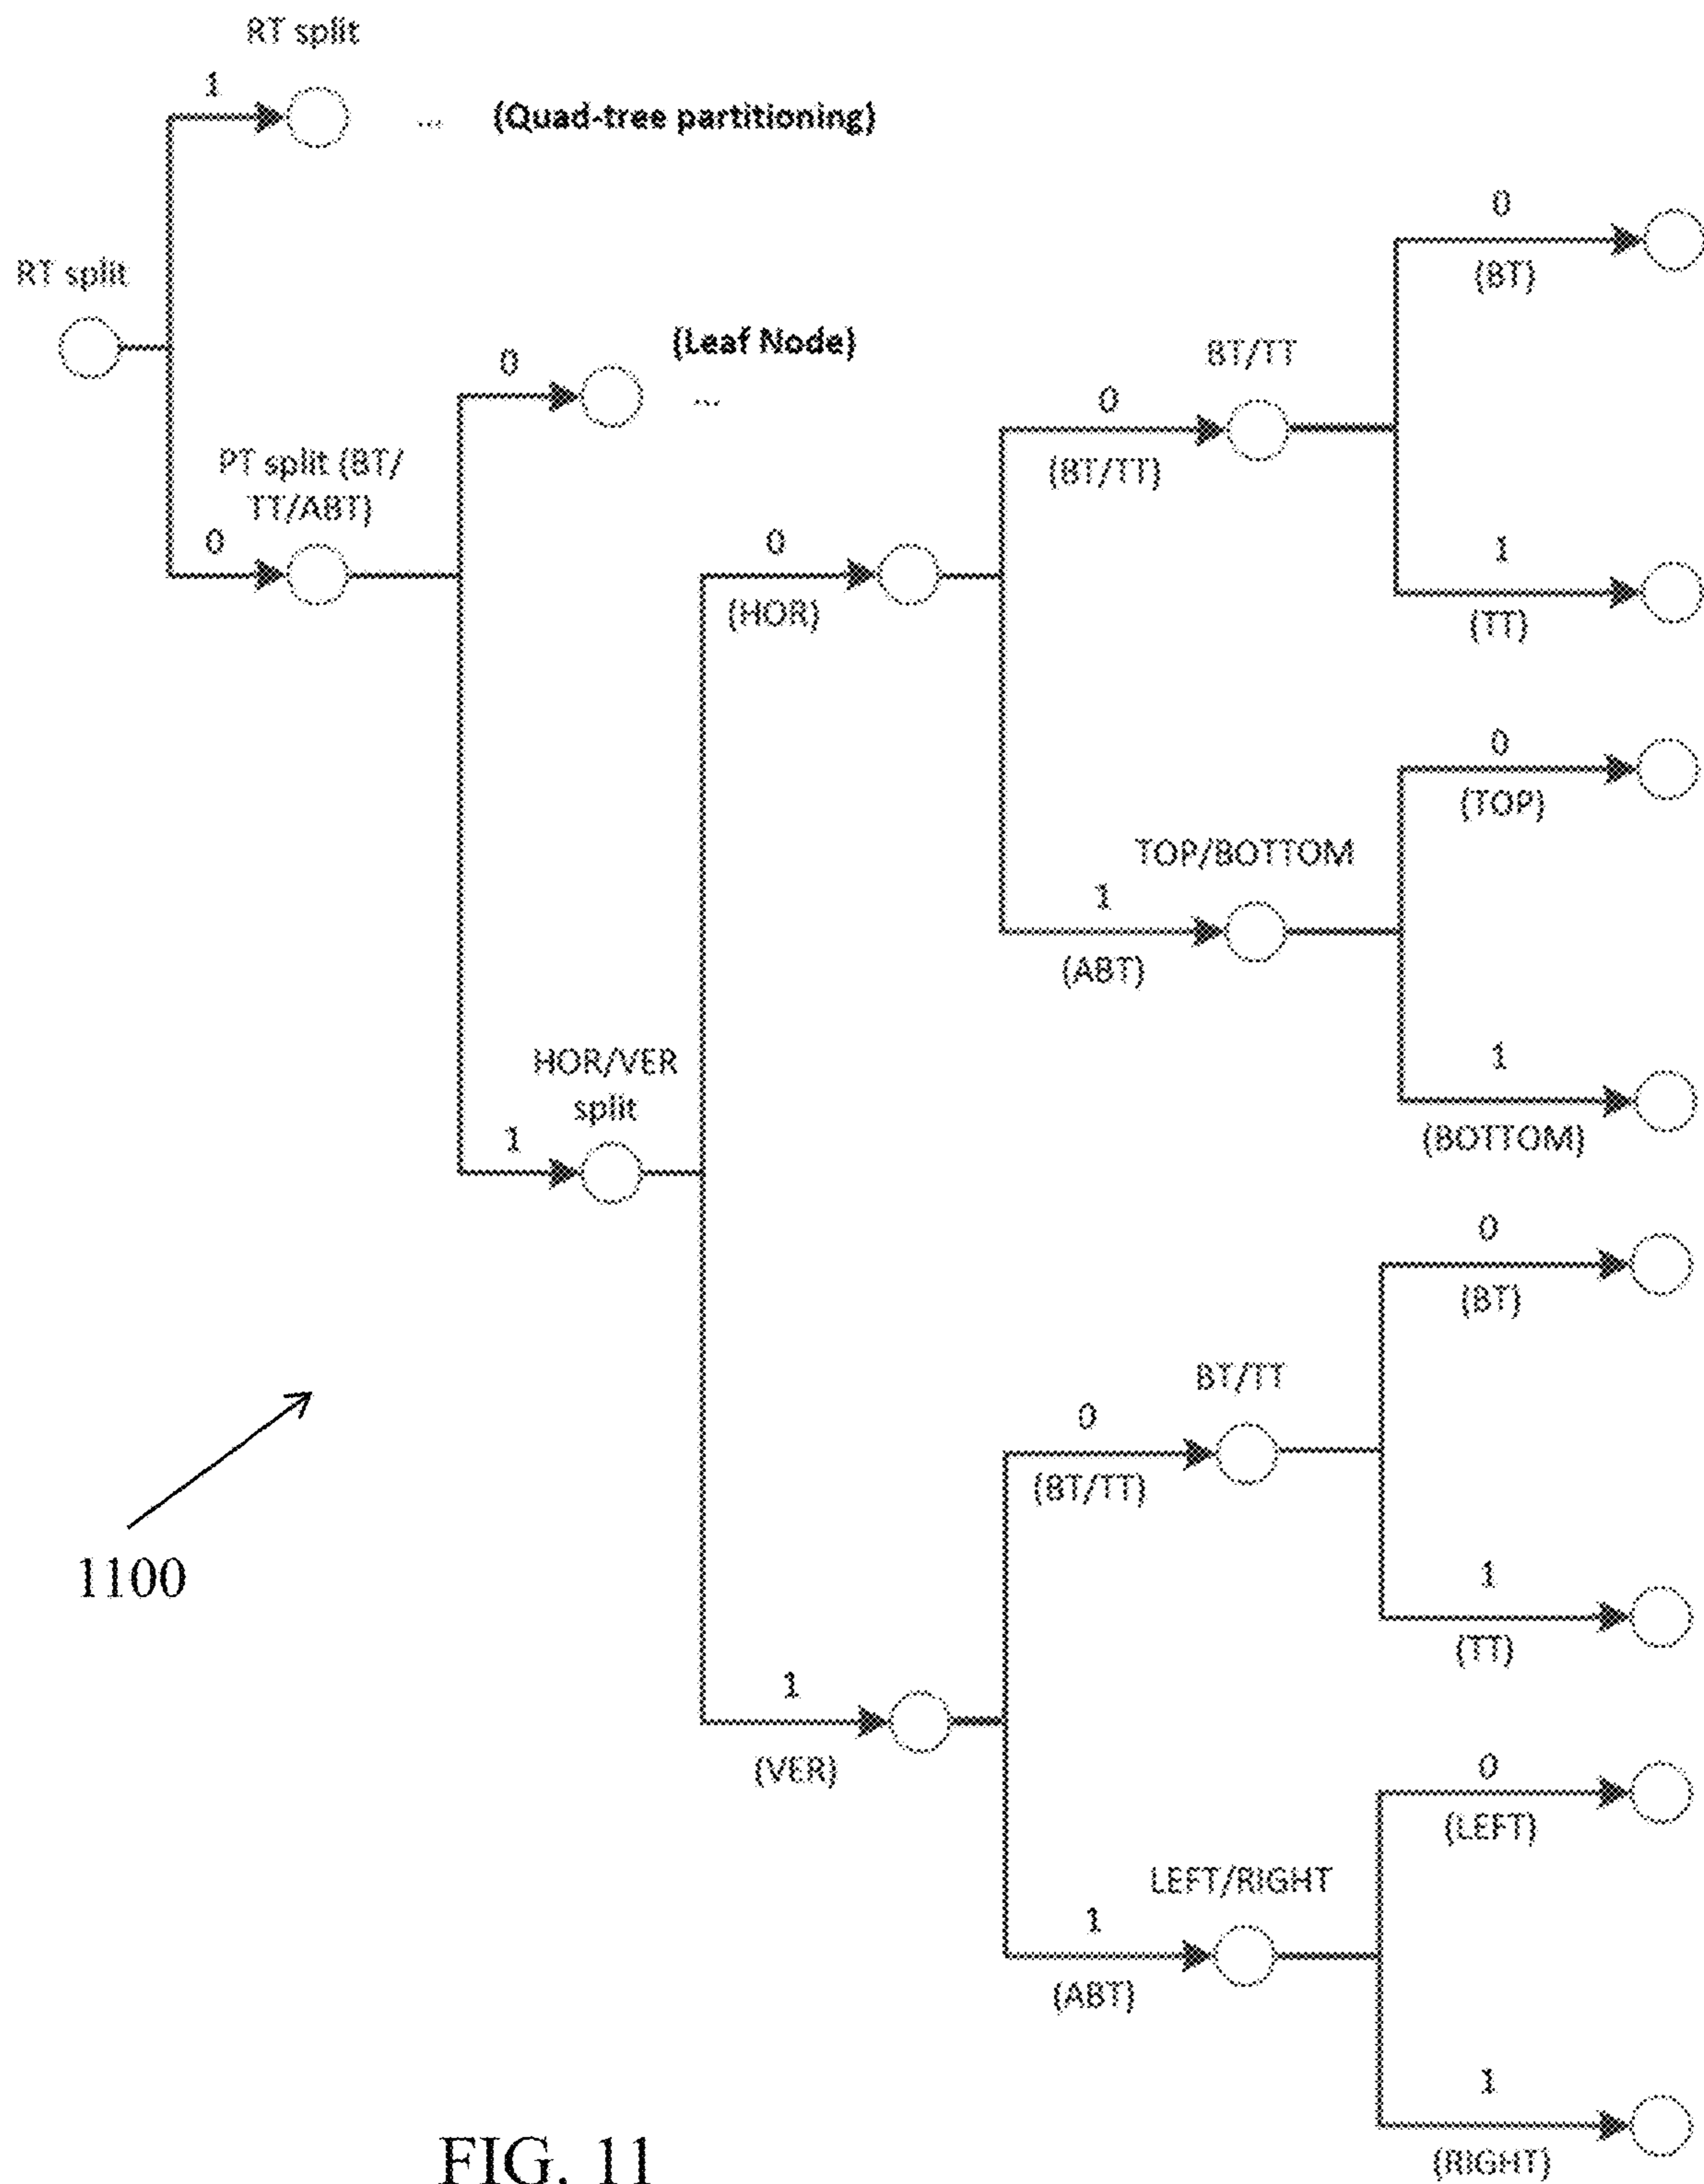 RT split
1
... (Quad-tree partitioning)
RT split
0
(BT)
(Leaf Node)
0
...
BT/TT
0
(BT/TT)
PT split (BT/
TT/ABT)
0
0
(HOR)
1
(TT)
0
(TOP)
TOP/BOTTOM
1
(ABT)
HOR/VER
split
1
1
(BOTTOM)
0
(BT)
BT/TT
0
(BT/TT)
1100
1
(TT)
1
(VER)
0
(LEFT)
LEFT/RIGHT
1
(ABT)
1
(RIGHT)
FIG. 11